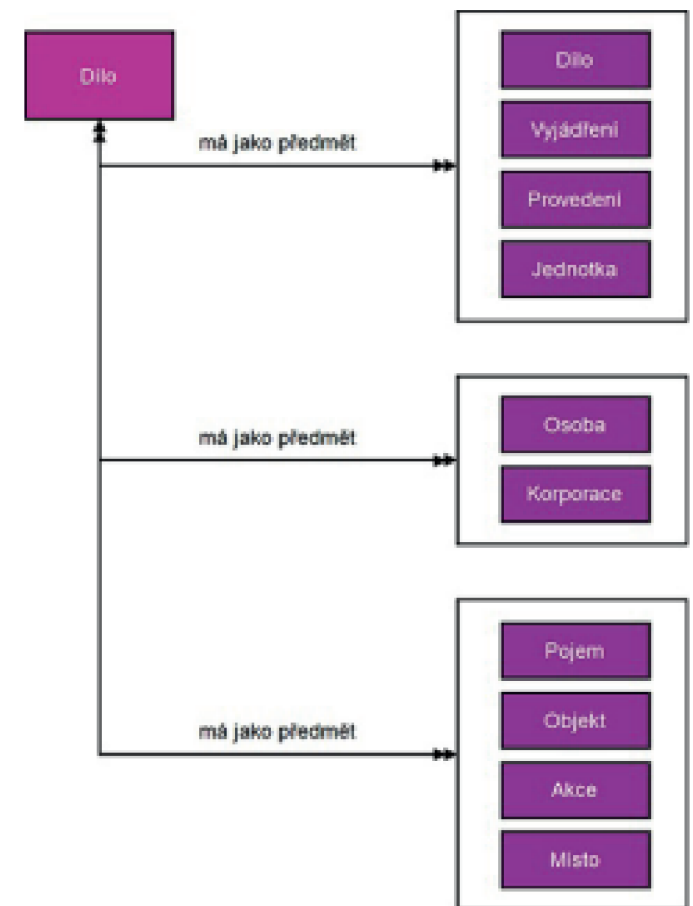 Dílo
má jako předmět
Dílo
Vyjádření
Provedení
Jednotka
má jako předmět
Osoba
Korporace
má jako předmět
Pojem
Objekt
Akce
Místo